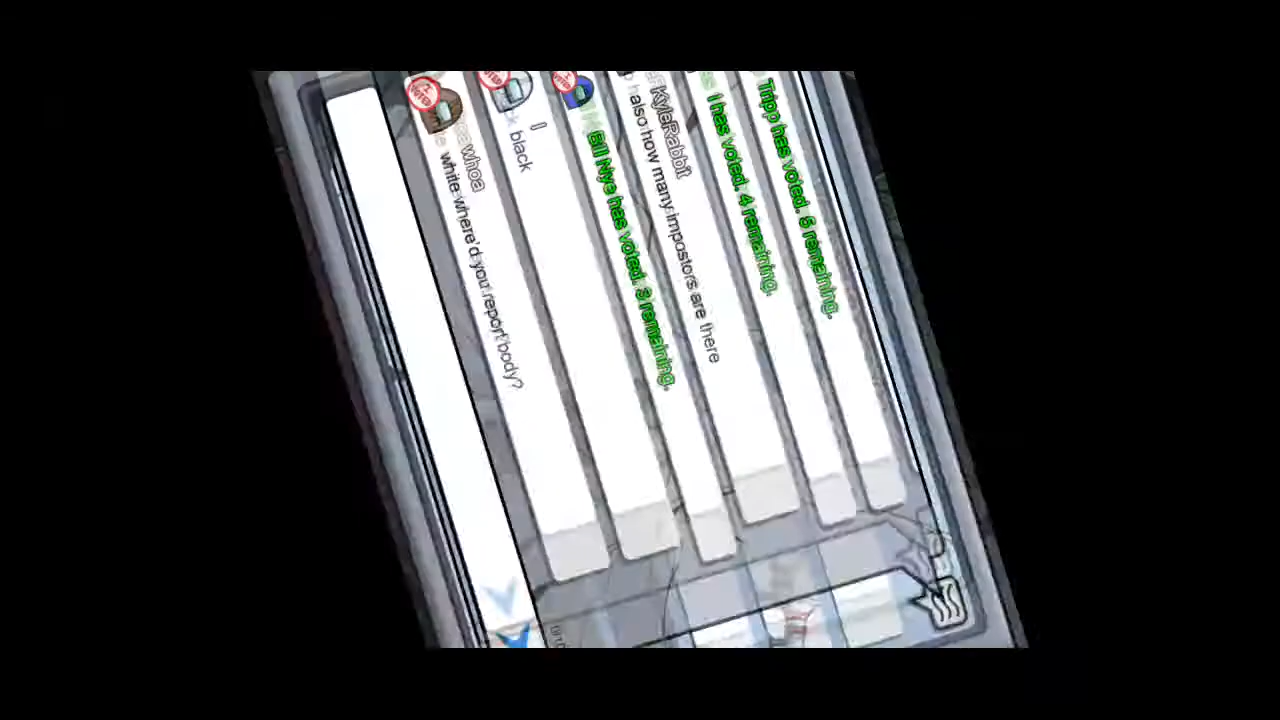 Tripp has voted. 5 remaining.
I has voted. 4 remaining.
KyleRabbit
also how many impostors are there
Bill Nye has voted. 3 remaining.
I
black
whoa
white where'd you report body?